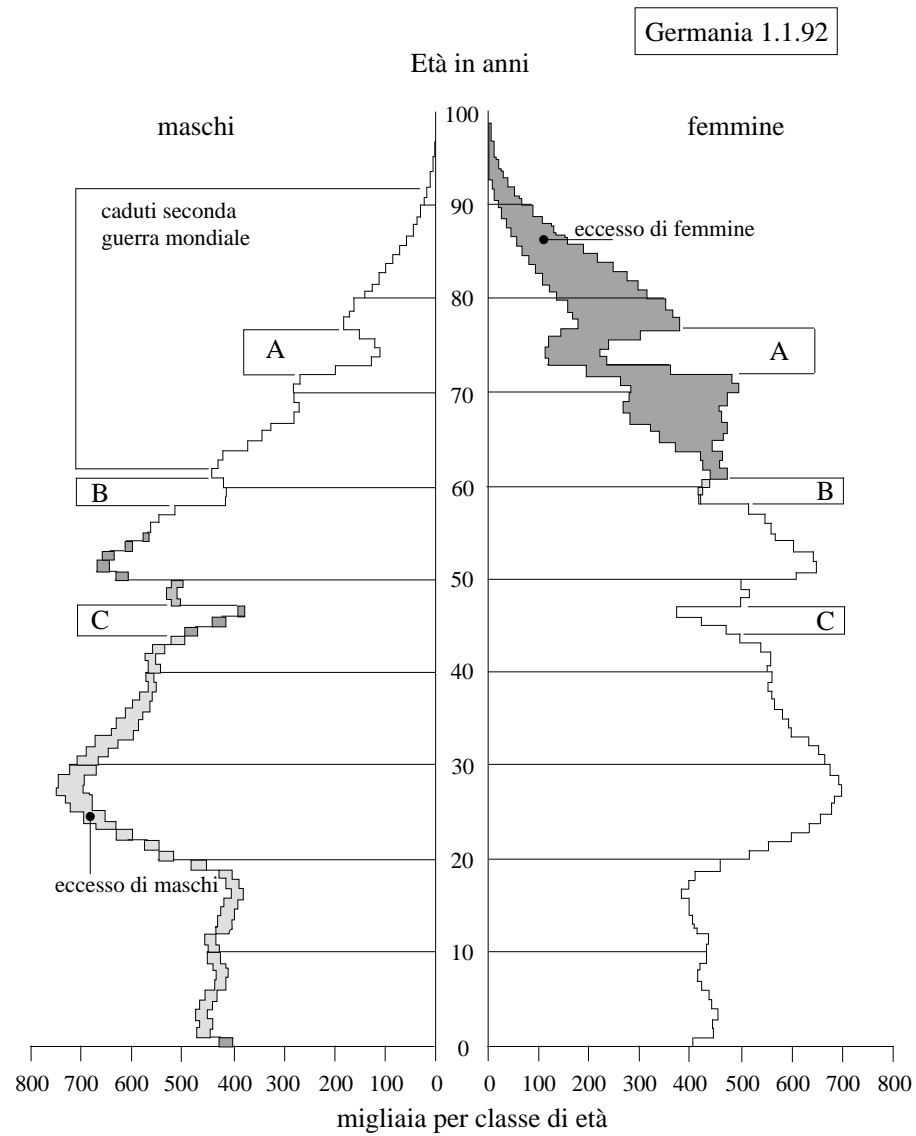 Germania 1.1.92
Età in anni
maschi
100
femmine
caduti seconda
guerra mondiale
90
eccesso di femmine
80
A
A
70
B
60
B
50
C
C
40
30
20
eccesso di maschi
10
0
800 700 600 500 400 300 200 100 0
0 100 200 300 400 500 600 700 800
migliaia per classe di età